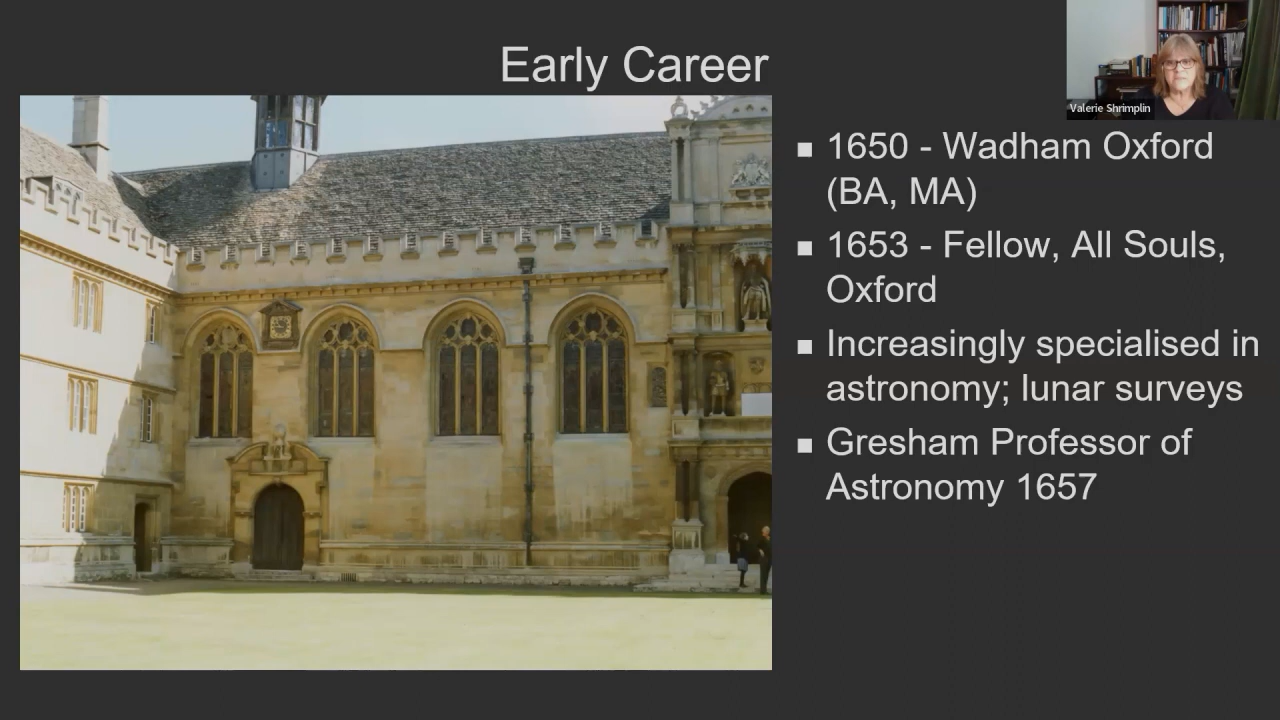 Early Career
Valerie Shrimplin
■ 1650 - Wadham Oxford
(BA, MA)
■ 1653 - Fellow, All Souls,
Oxford
■ Increasingly specialised in
astronomy; lunar surveys
■ Gresham Professor of
Astronomy 1657